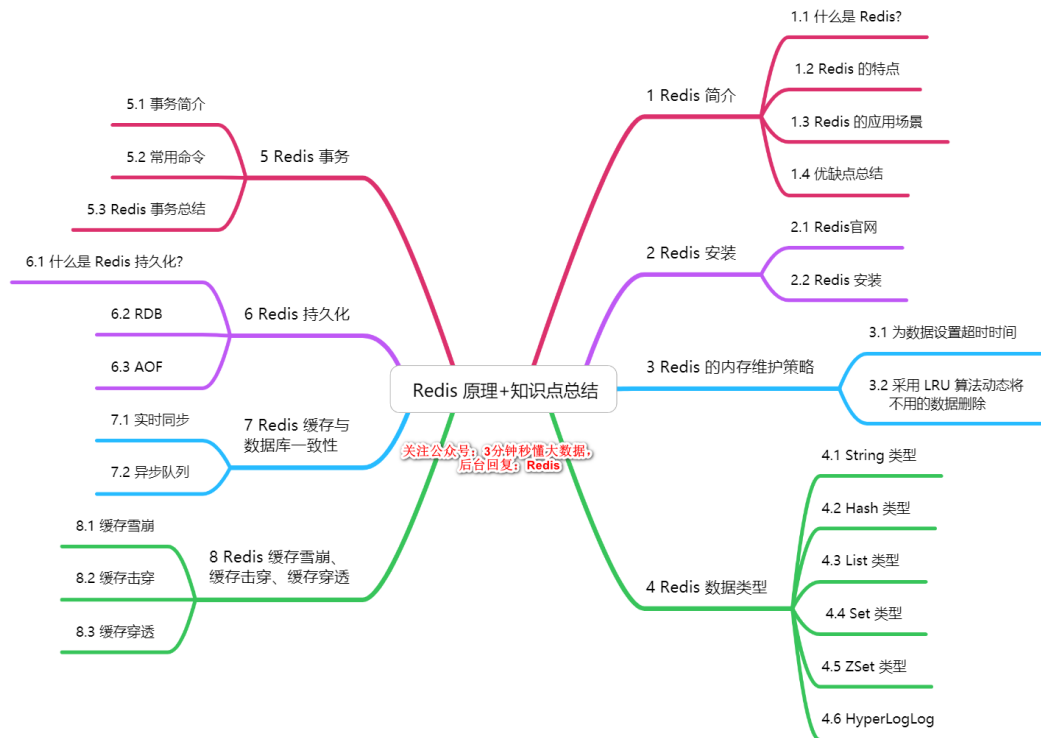 Redis 原理+知识点总结
关注公众号：3分钟秒懂大数据，
后台回复：Redis
1 Redis 简介
1.1 什么是 Redis?
1.2 Redis 的特点
1.3 Redis 的应用场景
1.4 优缺点总结
2 Redis 安装
2.1 Redis官网
2.2 Redis 安装
3 Redis 的内存维护策略
3.1 为数据设置超时时间
3.2 采用 LRU 算法动态将
不用的数据删除
4 Redis 数据类型
4.1 String 类型
4.2 Hash 类型
4.3 List 类型
4.4 Set 类型
4.5 ZSet 类型
4.6 HyperLogLog
5 Redis 事务
5.1 事务简介
5.2 常用命令
5.3 Redis 事务总结
6 Redis 持久化
6.1 什么是 Redis 持久化?
6.2 RDB
6.3 AOF
7 Redis 缓存与
数据库一致性
7.1 实时同步
7.2 异步队列
8 Redis 缓存雪崩、
缓存击穿、缓存穿透
8.1 缓存雪崩
8.2 缓存击穿
8.3 缓存穿透